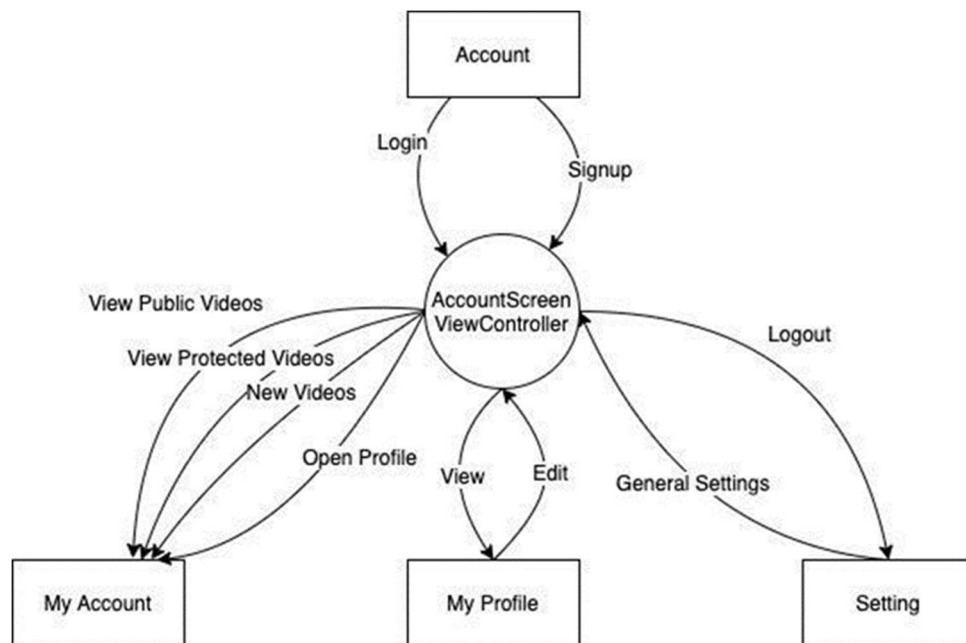 Account
Login
Signup
AccountScreen
ViewController
View Public Videos
Logout
View Protected Videos
New Videos
Open Profile
View
Edit
General Settings
My Account
My Profile
Setting